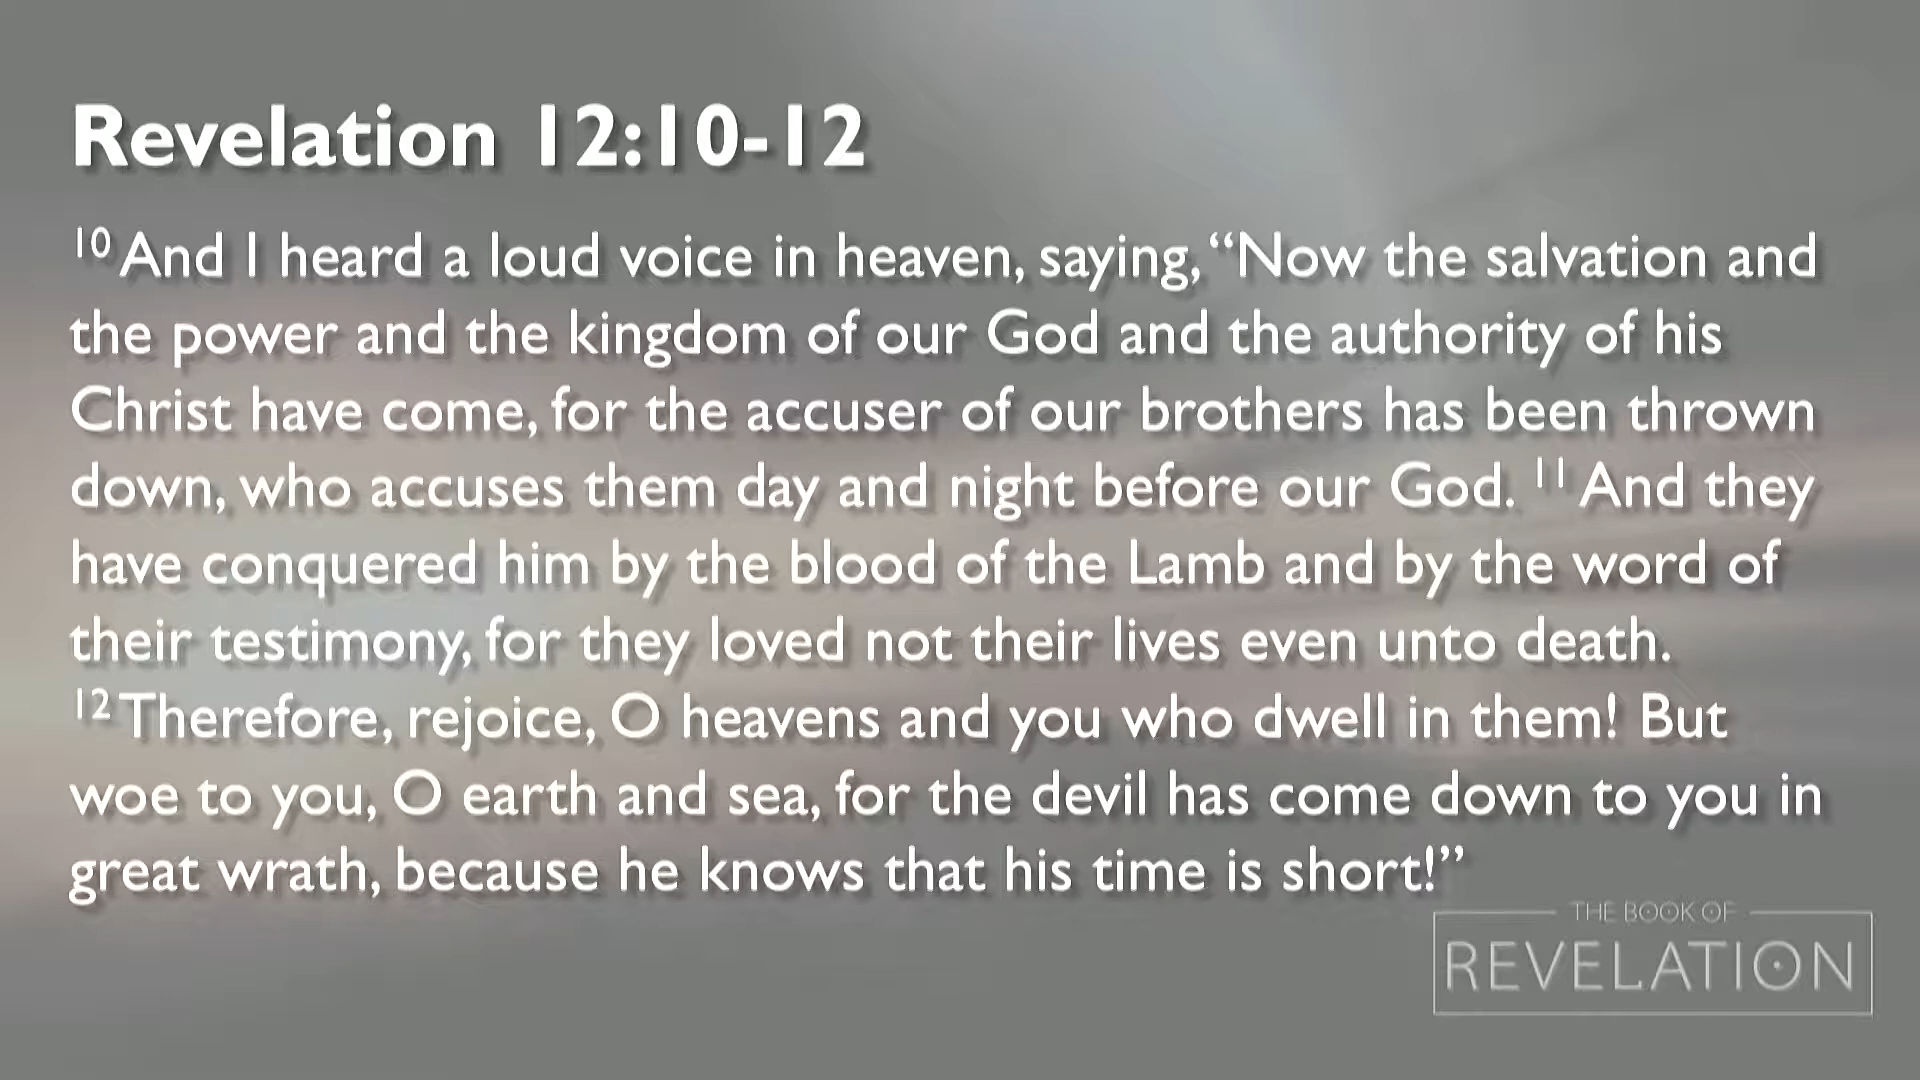 Revelation 12:10-12
10 And I heard a loud voice in heaven, saying, “Now the salvation and
the power and the kingdom of our God and the authority of his
Christ have come, for the accuser of our brothers has been thrown
down, who accuses them day and night before our God. 11 And they
have conquered him by the blood of the Lamb and by the word of
their testimony, for they loved not their lives even unto death.
12 Therefore, rejoice, O heavens and you who dwell in them! But
woe to you, O earth and sea, for the devil has come down to you in
great wrath, because he knows that his time is short!”
THE BOOK OF
REVELATION